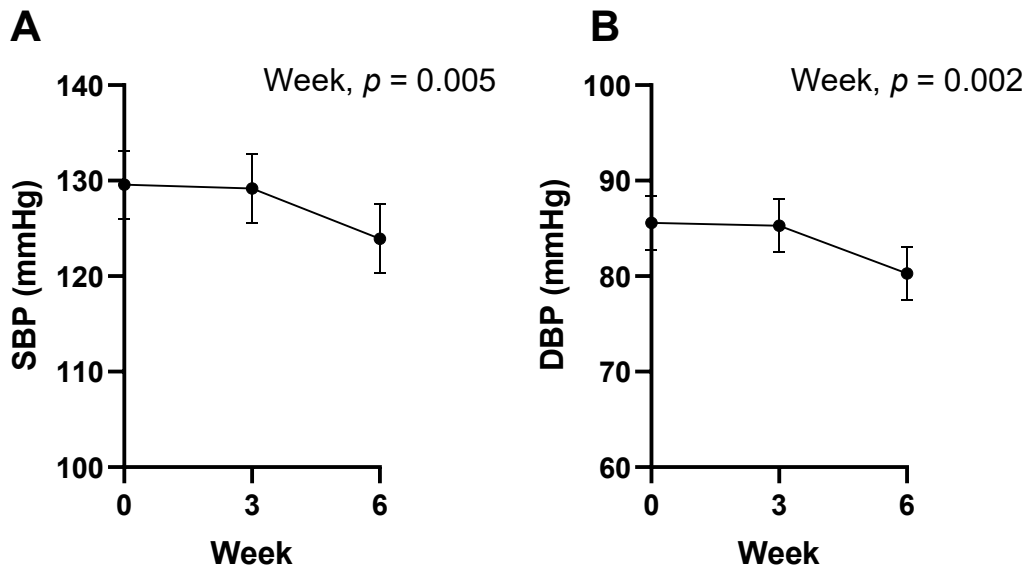 A
Week, p = 0.005
SBP (mmHg)
140
130
120
110
100
0 3 6
Week
B
Week, p = 0.002
DBP (mmHg)
100
90
80
70
60
0 3 6
Week